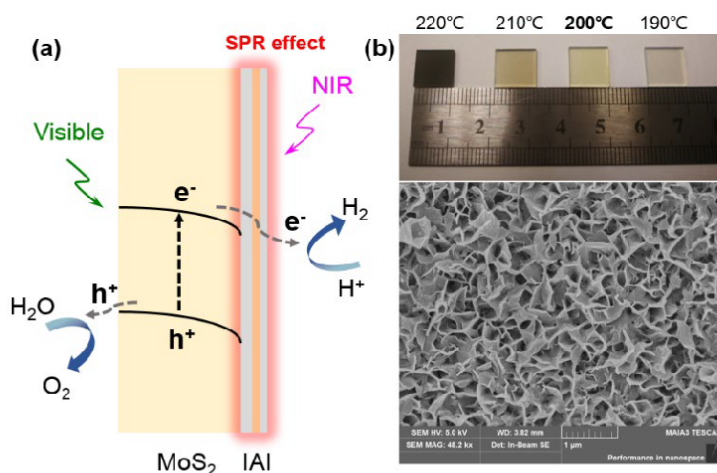 (a)
SPR effect
NIR
Visible
e⁻
e⁻
H₂
H⁺
h⁺
H₂O
h⁺
O₂
MoS₂ IAI
(b)
220℃ 210℃ 200℃ 190℃
1 2 3 4 5 6 7
SEM HV: 5.0 kV WD: 3.82 mm MAIA3 TESCA
SEM MAG: 48.2 kx Det: In-Beam SE 1 µm
Performance in nanospace